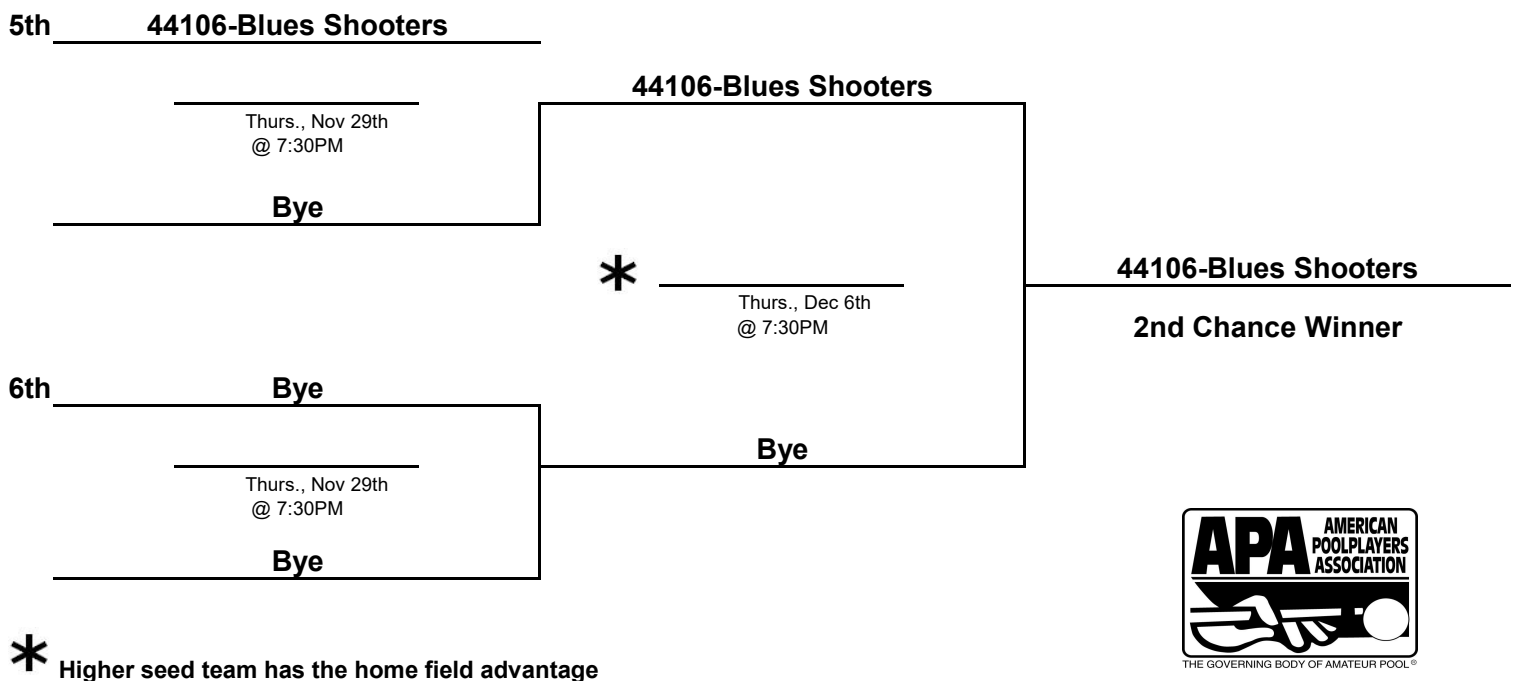 5th 44106-Blues Shooters
44106-Blues Shooters
Thurs., Nov 29th
@ 7:30PM
Bye
44106-Blues Shooters
*
Thurs., Dec 6th
@ 7:30PM
2nd Chance Winner
6th Bye
Bye
Thurs., Nov 29th
@ 7:30PM
Bye
APA AMERICAN
POOLPLAYERS
ASSOCIATION
THE GOVERNING BODY OF AMATEUR POOL®
* Higher seed team has the home field advantage